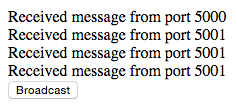 Received message from port 5000
Received message from port 5001
Received message from port 5001
Received message from port 5001
Broadcast